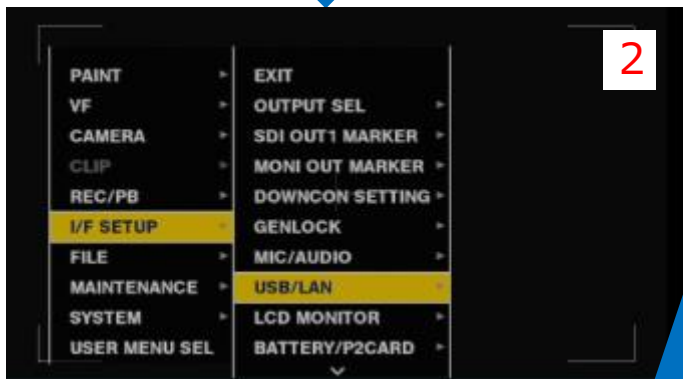 2
PAINT
VF
CAMERA
CLIP
REC/PB
I/F SETUP
FILE
MAINTENANCE
SYSTEM
USER MENU SEL
EXIT
OUTPUT SEL
SDI OUT1 MARKER
MONI OUT MARKER
DOWNCON SETTING
GENLOCK
MIC/AUDIO
USB/LAN
LCD MONITOR
BATTERY/P2CARD